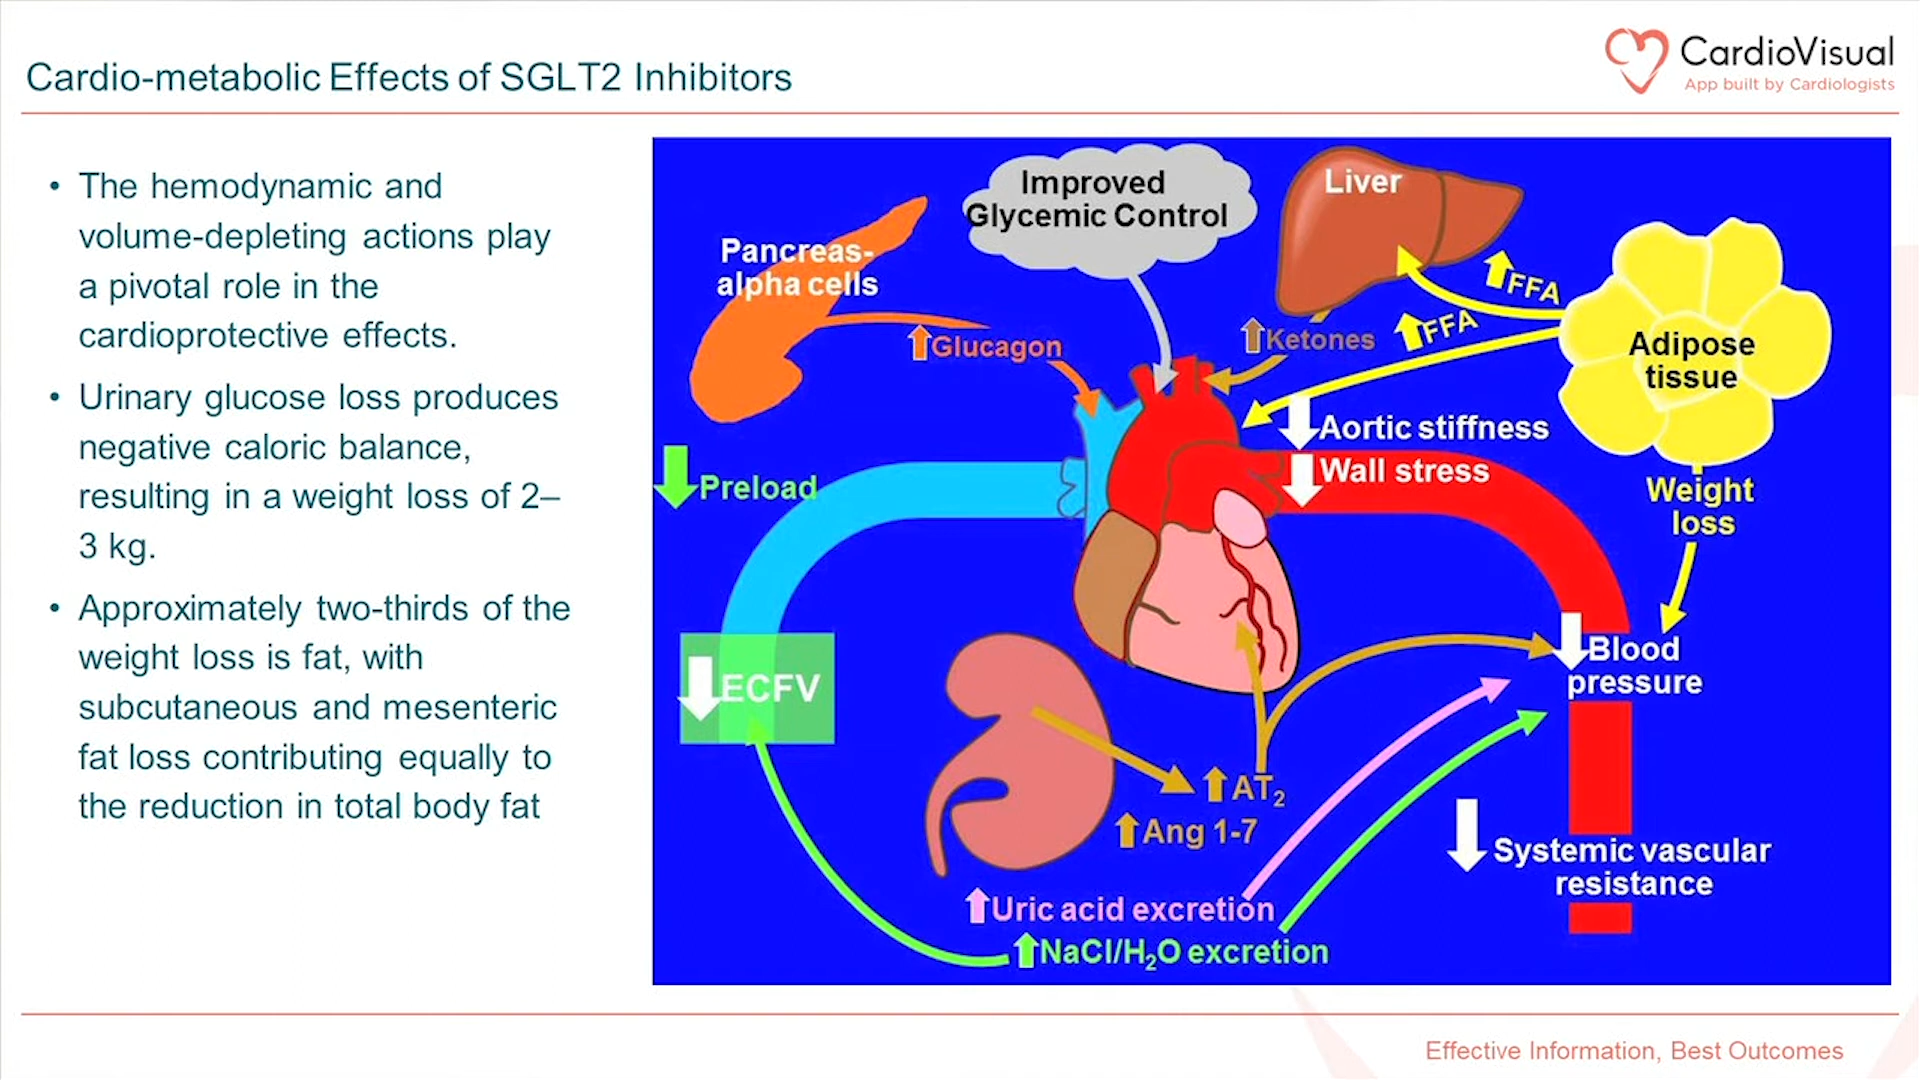 Cardio-metabolic Effects of SGLT2 Inhibitors
CardioVisual
App built by Cardiologists
• The hemodynamic and
volume-depleting actions play
a pivotal role in the
cardioprotective effects.
• Urinary glucose loss produces
negative caloric balance,
resulting in a weight loss of 2–
3 kg.
• Approximately two-thirds of the
weight loss is fat, with
subcutaneous and mesenteric
fat loss contributing equally to
the reduction in total body fat
Improved
Glycemic Control
Liver
Pancreas-
alpha cells
FFA
FFA
Glucagon
Ketones
Adipose
tissue
Aortic stiffness
Wall stress
Preload
Weight
loss
Blood
pressure
ECFV
AT₂
Ang 1-7
Systemic vascular
resistance
Uric acid excretion
NaCl/H₂O excretion
Effective Information, Best Outcomes